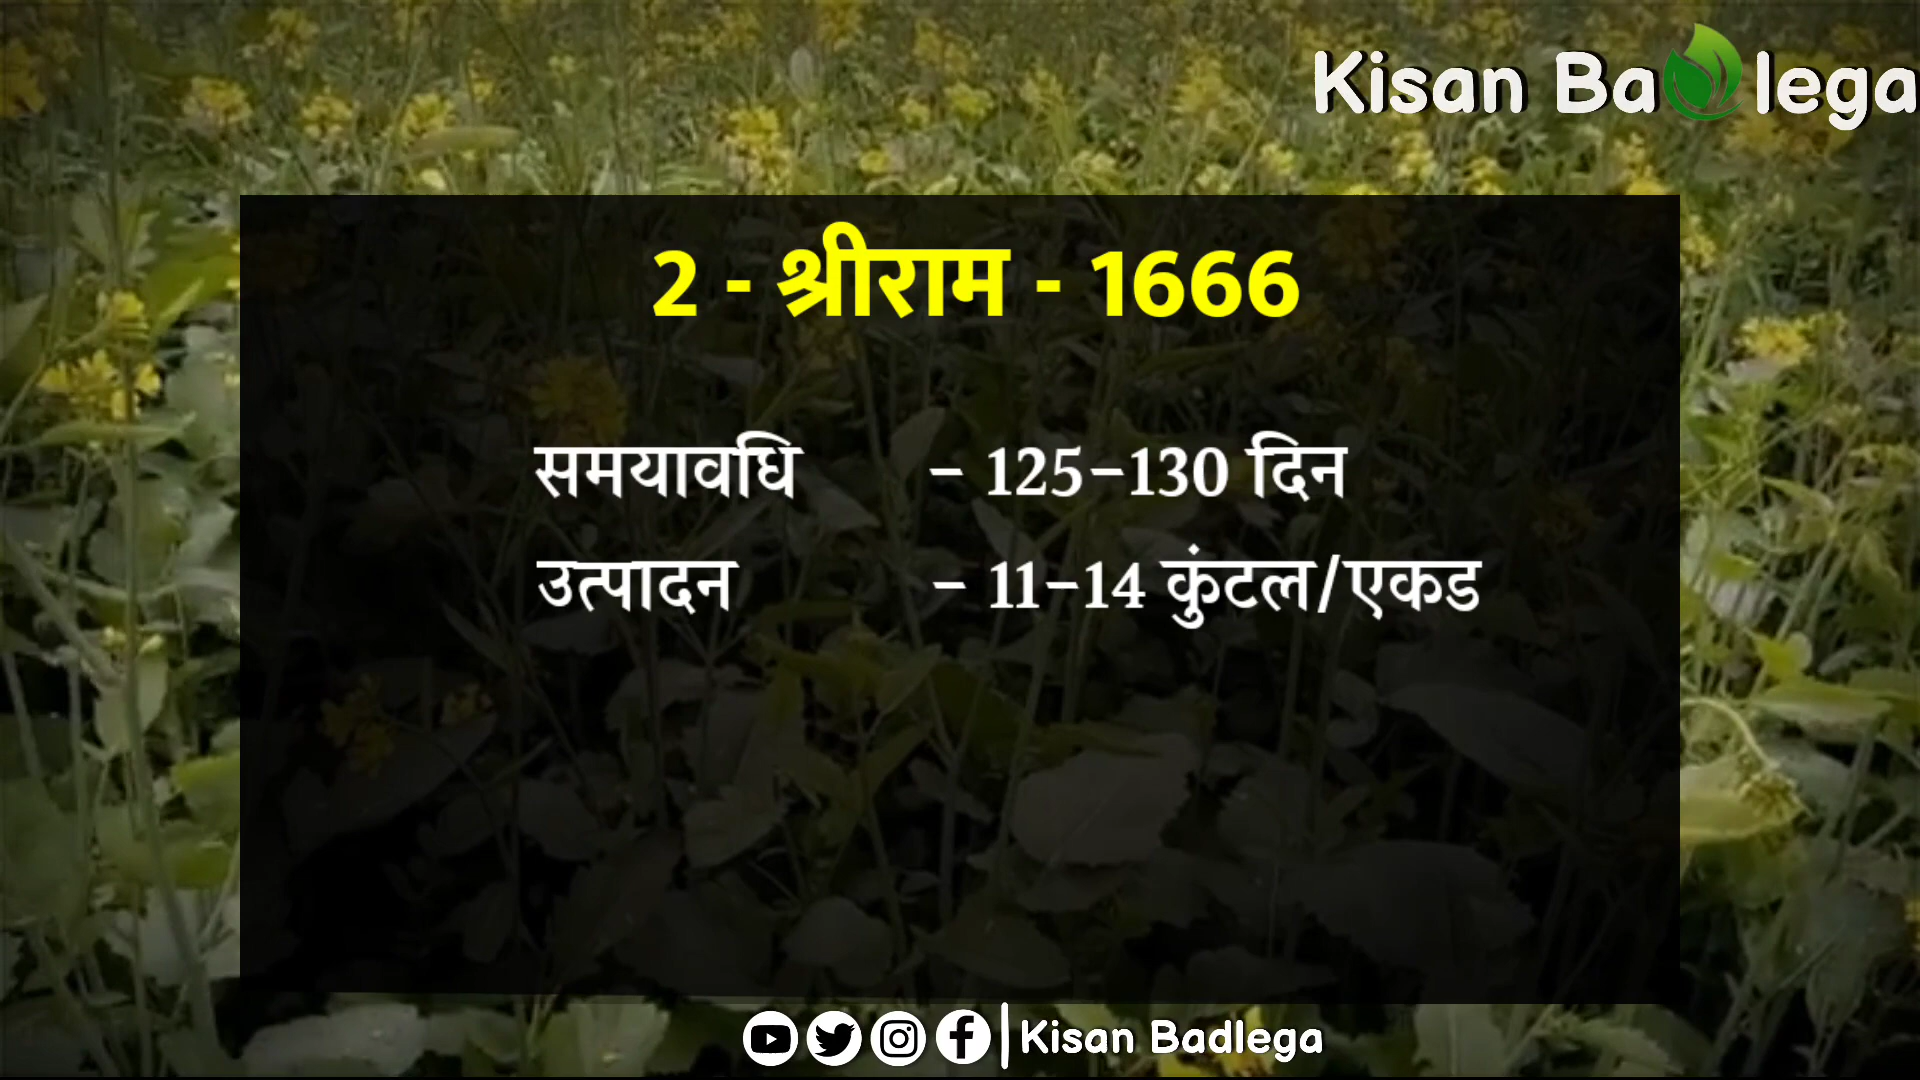 Kisan Badlega
2 - श्रीराम - 1666
समयावधि - 125-130 दिन
उत्पादन - 11-14 कुंटल/एकड
Kisan Badlega